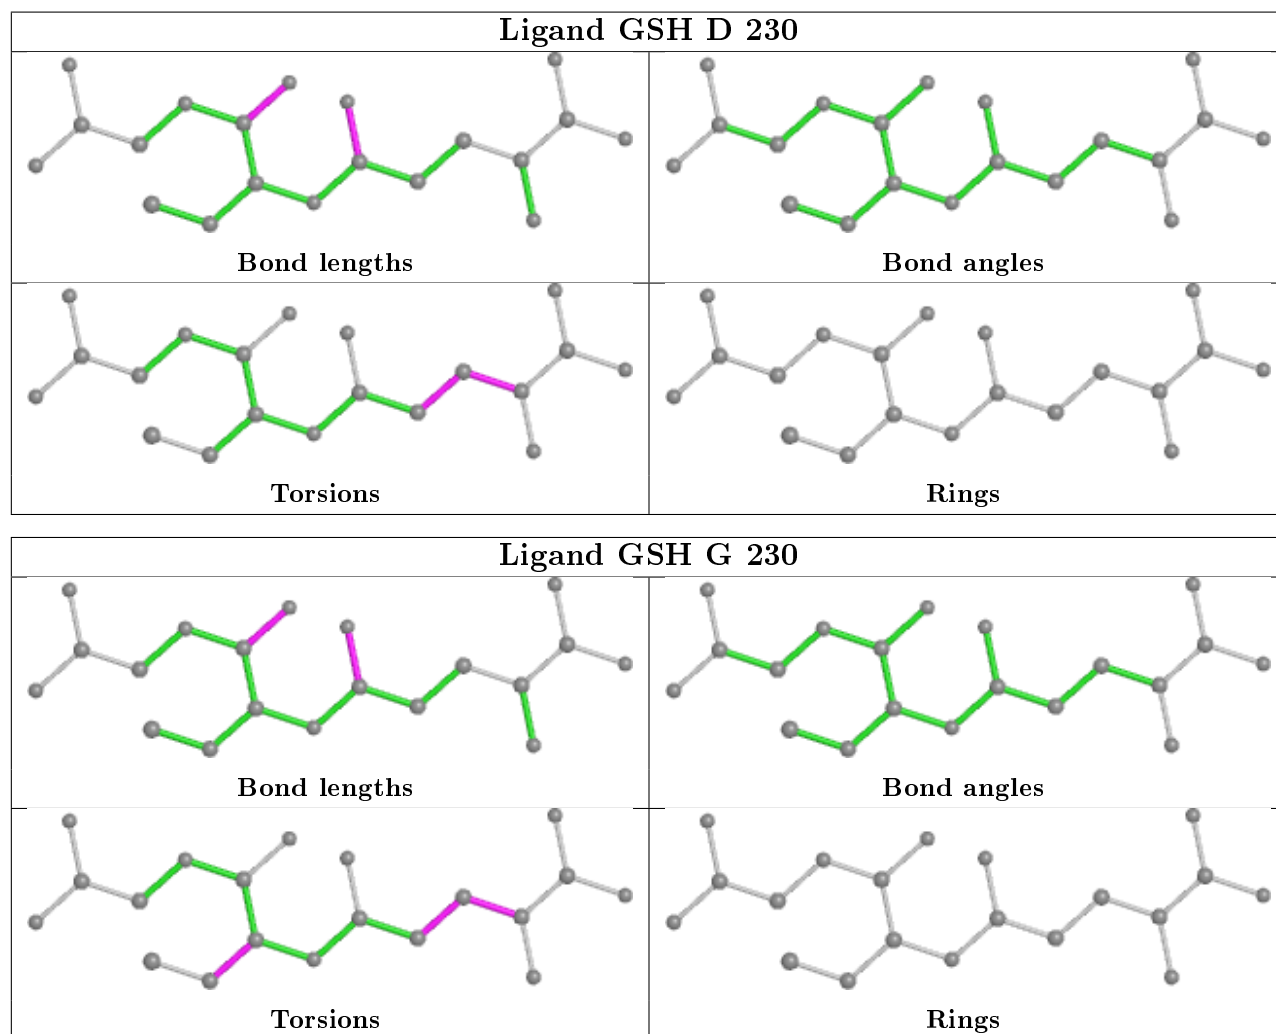 Ligand GSH D 230
Bond lengths
Bond angles
Torsions
Rings
Ligand GSH G 230
Bond lengths
Bond angles
Torsions
Rings